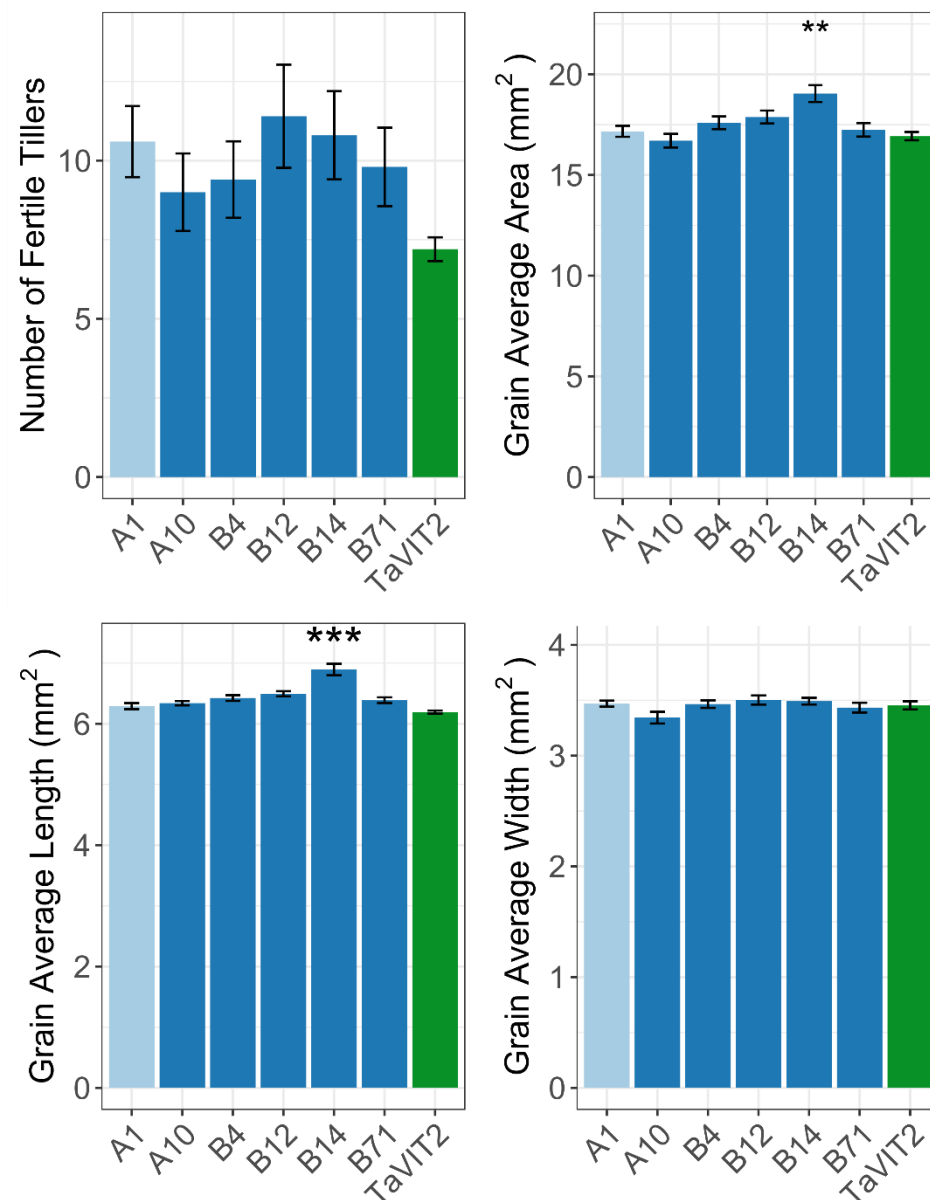 Number of Fertile Tillers
10
5
0
A1 A10 B4 B12 B14 B71 TaVIT2
Grain Average Area (mm²)
**
20
15
10
5
0
A1 A10 B4 B12 B14 B71 TaVIT2
Grain Average Length (mm²)
***
6
4
2
0
A1 A10 B4 B12 B14 B71 TaVIT2
Grain Average Width (mm²)
4
3
2
1
0
A1 A10 B4 B12 B14 B71 TaVIT2